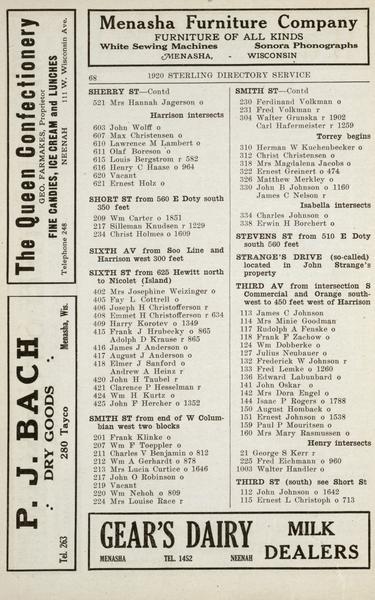 Menasha Furniture Company
FURNITURE OF ALL KINDS
White Sewing Machines Sonora Phonographs
MENASHA, - WISCONSIN
68 1920 STERLING DIRECTORY SERVICE
SHERRY ST—Contd
521 Mrs Hannah Jagerson o
Harrison intersects
603 John Wolff o
607 Max Christensen o
610 Lawrence M Lambert o
611 Olaf Boreson o
615 Louis Bergstrom r 582
616 Henry C Haase o 964
620 Vacant
621 Ernest Holz o
SHORT ST from 560 E Doty south
350 feet
209 Wm Carter o 1851
217 Silleman Knudsen r 1229
234 Christ Holmes o 1609
SIXTH AV from Soo Line and
Harrison west 300 feet
SIXTH ST from 625 Hewitt north
to Nicolet (Island)
402 Mrs Josephine Weizinger o
405 Fay L Cottrell o
406 Joseph H Christofferson r
408 Emmet H Christofferson r 634
409 Harry Korotev o 1349
415 Frank J Hrubecky o 865
Adolph D Krause r 865
416 James J Anderson o
417 August J Anderson o
418 Elmer J Sanford o
Andrew A Heinz r
420 John H Taubel r
421 Clarence P Hesselman r
424 Wm H Kurtz o
425 John P Hercher o 1352
SMITH ST from end of W Columbian west two blocks
201 Frank Klinke o
207 Wm F Toeppler o
211 Charles V Benjamin o 812
212 Wm A Gerhardt o 878
213 Mrs Lucia Curtice o 1646
217 John O Robinson o
219 Vacant
220 Wm Nehoh o 809
224 Mrs Louise Race r
SMITH ST—Contd
230 Ferdinand Volkman o
231 Fred Volkman r
304 Walter Grunska r 1902
Carl Hafermeister r 1259
Torrey begins
310 Herman W Kuchenbecker o
312 Christ Christensen o
318 Mrs Magdalena Jacobs o
322 Ernest Greinert o 474
326 Matthew Merkley o
330 John B Johnson o 1160
James C Nelson r
Isabella intersects
334 Charles Johnson o
338 Erwin H Borchert o
STEVENS ST from 510 E Doty
south 560 feet
STRANGE'S DRIVE (so-called)
located in John Strange's
property
THIRD AV from intersection S
Commercial and Orange southwest to 450 feet west of Harrison
113 James C Johnson
114 Mrs Minie Goodman
117 Rudolph A Fenske o
118 Frank F Zachow o
124 Wm Dobberke o
127 Julius Neubauer o
132 Frederick W Johnson r
133 Fred Lemke o 1260
136 Edward Labunbard o
141 John Oskar o
142 Mrs Dora Engel o
144 Isaac P Rogers o 1788
150 August Homback o
151 Ernest Johnson o 1538
159 Paul P Mouritsen o
160 Mrs Mary Rasmussen o
Henry intersects
21 George S Kerr r
225 Fred Eichmann o 960
1003 Walter Handler o
THIRD ST (south) see Short St
112 John Johnson o 1642
115 Ernest L Christoph o 713
GEAR'S DAIRY MILK DEALERS
MENASHA TEL. 1452 NEENAH
The Queen Confectionery
GEO. FARMAKES, Proprietor
FINE CANDIES, ICE CREAM and LUNCHES
Telephone 248 NEENAH 111 W. Wisconsin Ave.
P. J. BACH
DRY GOODS
Tel. 263 280 Tayco Menasha, Wis.